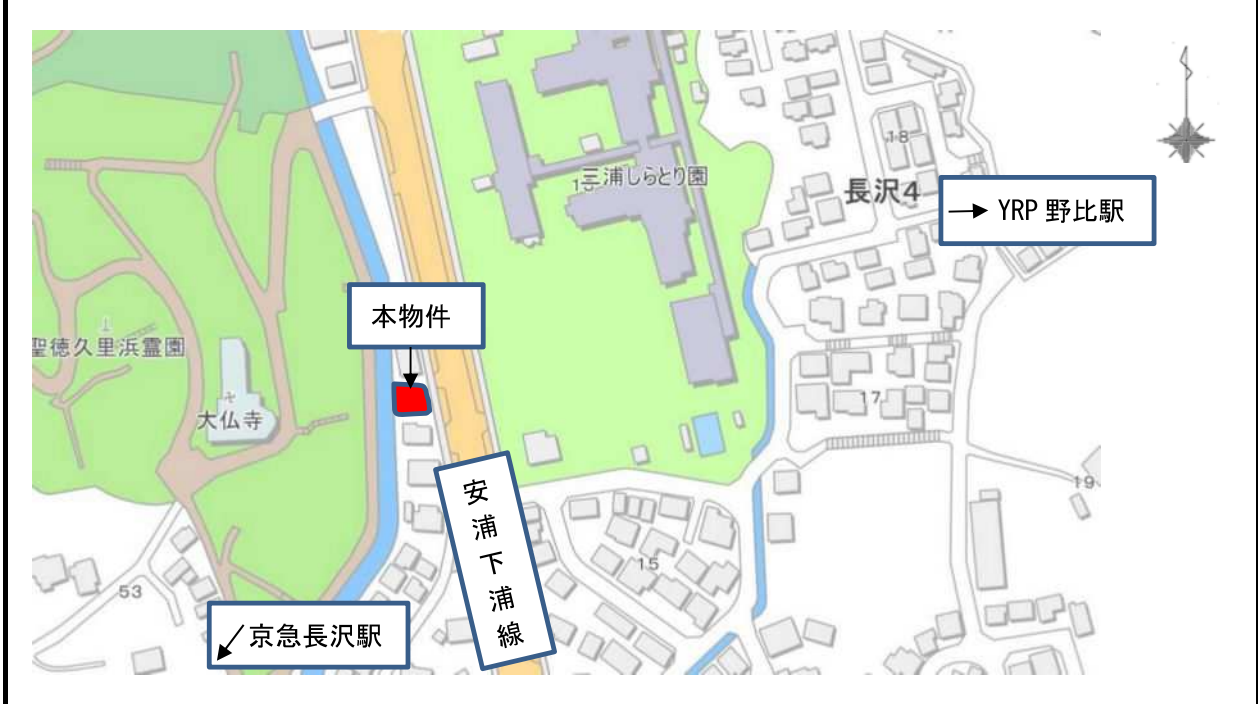 18
三浦しらとり園
15
長沢4
→ YRP 野比駅
本物件
聖徳久里浜霊園
大仏寺
17
安浦下浦線
19
15
53
京急長沢駅